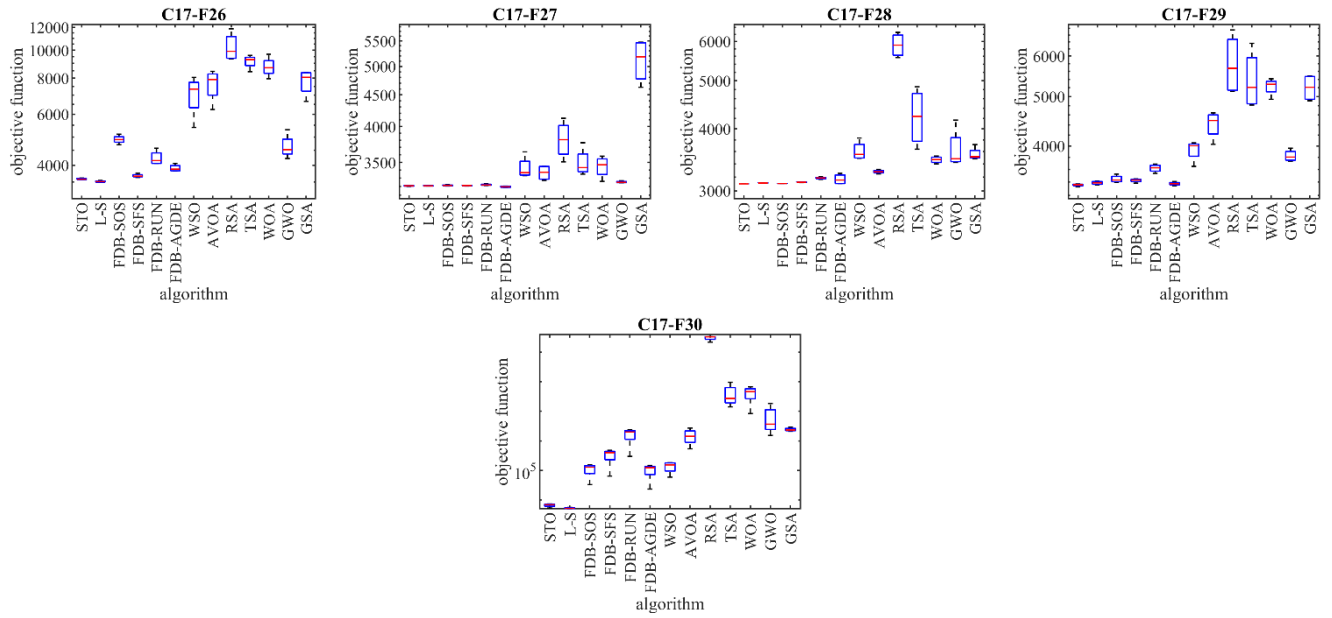 C17-F26
objective function
12000
10000
8000
6000
4000
STO
L-S
FDB-SOS
FDB-SFS
FDB-RUN
FDB-AGDE
WSO
AVOA
RSA
TSA
WOA
GWO
GSA
algorithm
C17-F27
objective function
5500
5000
4500
4000
3500
STO
L-S
FDB-SOS
FDB-SFS
FDB-RUN
FDB-AGDE
WSO
AVOA
RSA
TSA
WOA
GWO
GSA
algorithm
C17-F28
objective function
6000
5000
4000
3000
STO
L-S
FDB-SOS
FDB-SFS
FDB-RUN
FDB-AGDE
WSO
AVOA
RSA
TSA
WOA
GWO
GSA
algorithm
C17-F29
objective function
6000
5000
4000
STO
L-S
FDB-SOS
FDB-SFS
FDB-RUN
FDB-AGDE
WSO
AVOA
RSA
TSA
WOA
GWO
GSA
algorithm
C17-F30
objective function
10^5
STO
L-S
FDB-SOS
FDB-SFS
FDB-RUN
FDB-AGDE
WSO
AVOA
RSA
TSA
WOA
GWO
GSA
algorithm